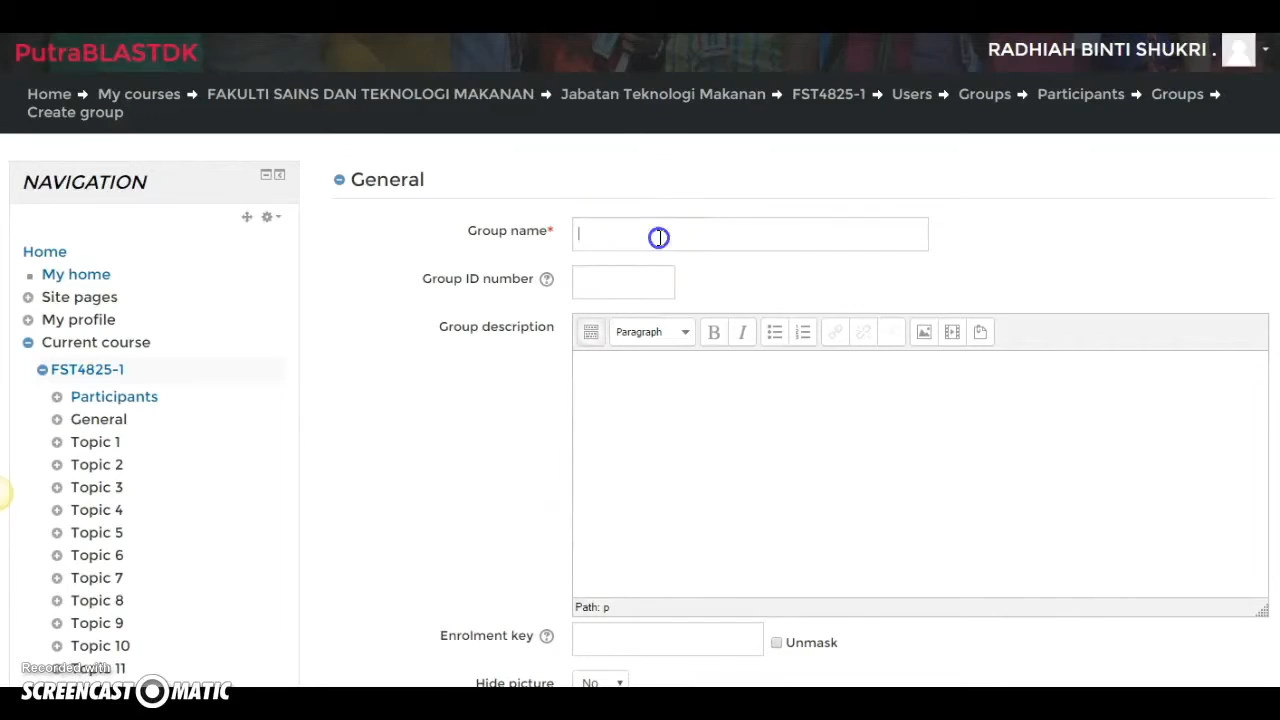 PutraBLASTDK
RADHIAH BINTI SHUKRI .
Home My courses FAKULTI SAINS DAN TEKNOLOGI MAKANAN Jabatan Teknologi Makanan FST4825-1 Users Groups Participants Groups
Create group
NAVIGATION
Home
My home
Site pages
My profile
Current course
FST4825-1
Participants
General
Topic 1
Topic 2
Topic 3
Topic 4
Topic 5
Topic 6
Topic 7
Topic 8
Topic 9
Topic 10
Topic 11
General
Group name*
Group ID number ?
Group description
Paragraph B I
Path: p
Enrolment key ?
Unmask
Hide picture No
Recorded with
SCREENCAST MATIC